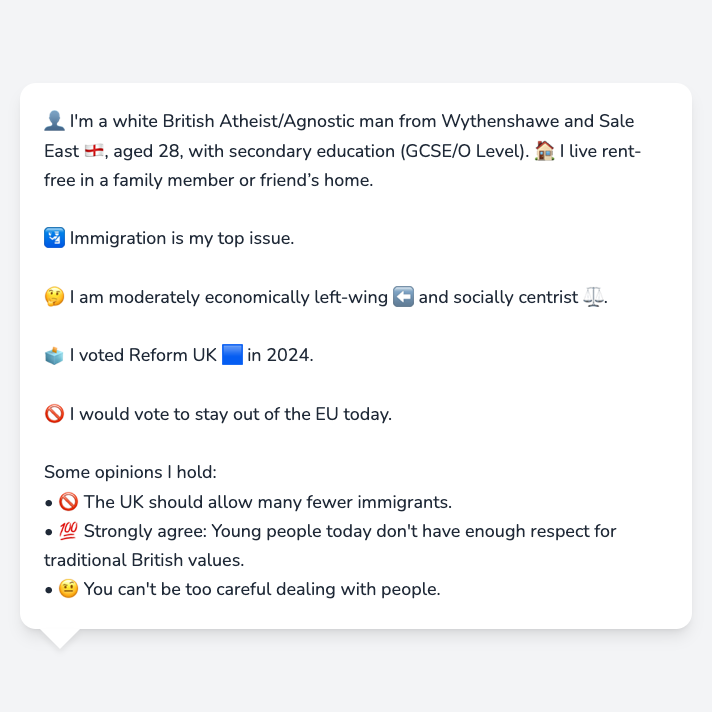 👤 I'm a white British Atheist/Agnostic man from Wythenshawe and Sale
East 🏴󠁧󠁢󠁥󠁮󠁧󠁿, aged 28, with secondary education (GCSE/O Level). 🏠 I live rent-
free in a family member or friend’s home.
🛂 Immigration is my top issue.
🤔 I am moderately economically left-wing ⬅️ and socially centrist ⚖️.
🗳️ I voted Reform UK 🟦 in 2024.
🚫 I would vote to stay out of the EU today.
Some opinions I hold:
• 🚫 The UK should allow many fewer immigrants.
• 💯 Strongly agree: Young people today don't have enough respect for
traditional British values.
• 🤨 You can't be too careful dealing with people.